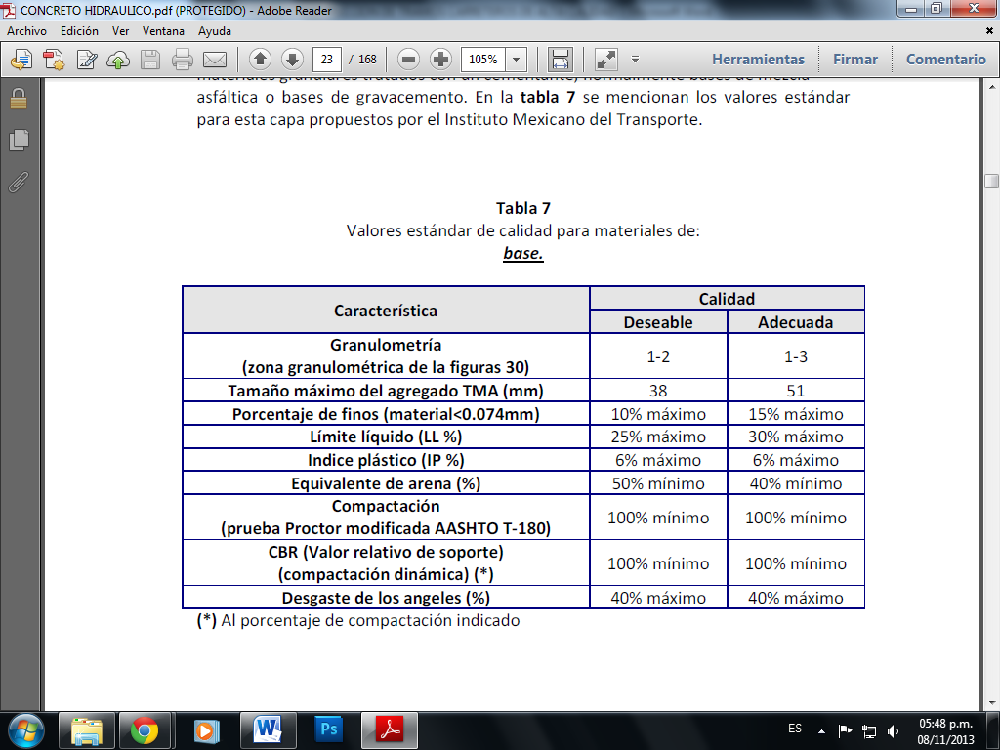 CONCRETO HIDRAULICO.pdf (PROTEGIDO) - Adobe Reader
Archivo Edición Ver Ventana Ayuda
23 / 168 105% Herramientas Firmar Comentario
asfáltica o bases de gravacemento. En la tabla 7 se mencionan los valores estándar
para esta capa propuestos por el Instituto Mexicano del Transporte.
Tabla 7
Valores estándar de calidad para materiales de:
base.
Característica
Calidad
Deseable Adecuada
Granulometría
(zona granulométrica de la figuras 30) 1-2 1-3
Tamaño máximo del agregado TMA (mm) 38 51
Porcentaje de finos (material<0.074mm) 10% máximo 15% máximo
Límite líquido (LL %) 25% máximo 30% máximo
Indice plástico (IP %) 6% máximo 6% máximo
Equivalente de arena (%) 50% mínimo 40% mínimo
Compactación
(prueba Proctor modificada AASHTO T-180) 100% mínimo 100% mínimo
CBR (Valor relativo de soporte)
(compactación dinámica) (*) 100% mínimo 100% mínimo
Desgaste de los angeles (%) 40% máximo 40% máximo
(*) Al porcentaje de compactación indicado
W Ps ES 05:48 p.m.
08/11/2013